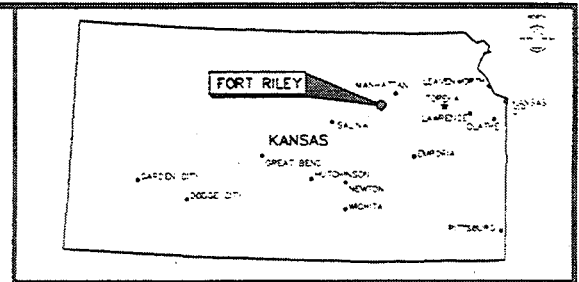 NORTH
MANHATTAN
LEAVENWORTH
FORT RILEY
TOPEKA
KANSAS
LAWRENCE
OLATHE
SALINA
KANSAS
EMPORIA
GREAT BEND
GARDEN CITY
HUTCHINSON
NEWTON
DODGE CITY
WICHITA
PITTSBURG